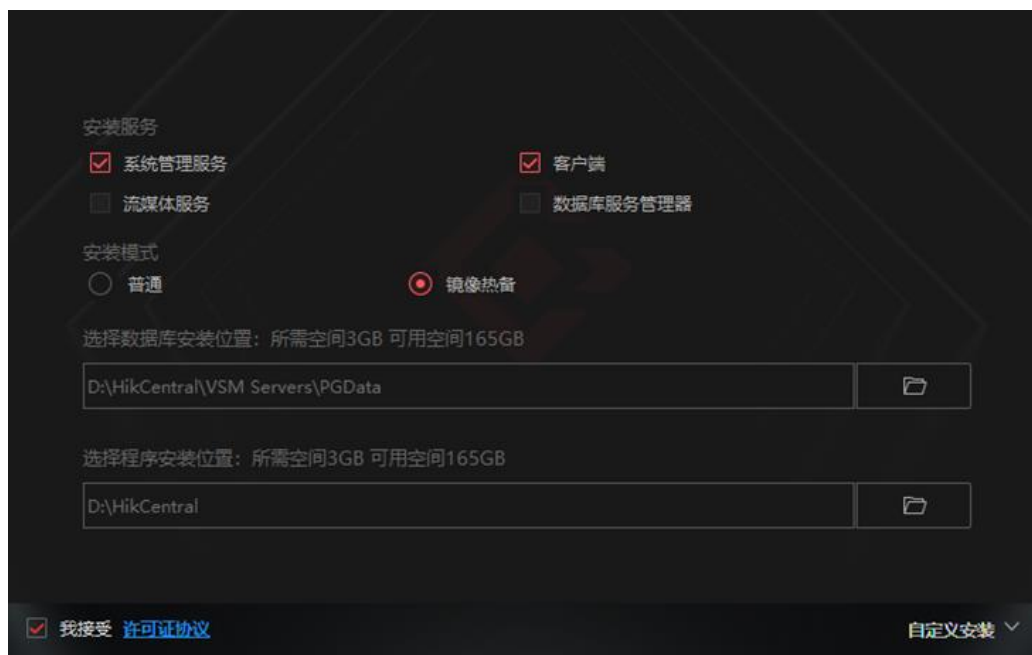 安装服务
系统管理服务 客户端
流媒体服务 数据库服务管理器
安装模式
普通 镜像热备
选择数据库安装位置：所需空间3GB 可用空间165GB
D:\HikCentral\VSM Servers\PGData
选择程序安装位置：所需空间3GB 可用空间165GB
D:\HikCentral
我接受 许可证协议 自定义安装